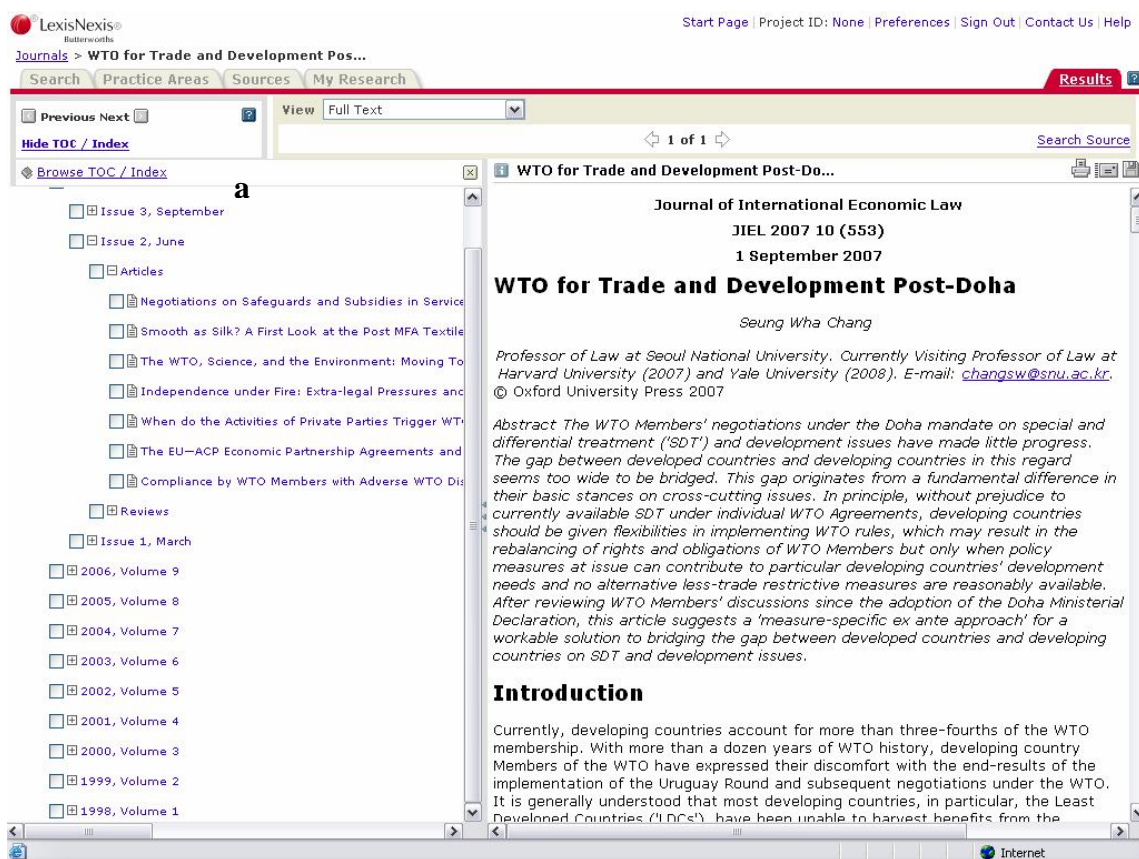 LexisNexis®
Butterworths
Start Page | Project ID: None | Preferences | Sign Out | Contact Us | Help
Journals > WTO for Trade and Development Pos...
Search Practice Areas Sources My Research
Results ?
Previous Next ?
View Full Text
Hide TOC / Index
1 of 1
Search Source
Browse TOC / Index
a
Issue 3, September
Issue 2, June
Articles
Negotiations on Safeguards and Subsidies in Service
Smooth as Silk? A First Look at the Post MFA Textile
The WTO, Science, and the Environment: Moving To
Independence under Fire: Extra-legal Pressures and
When do the Activities of Private Parties Trigger WT
The EU—ACP Economic Partnership Agreements and
Compliance by WTO Members with Adverse WTO Dis
Reviews
Issue 1, March
2006, Volume 9
2005, Volume 8
2004, Volume 7
2003, Volume 6
2002, Volume 5
2001, Volume 4
2000, Volume 3
1999, Volume 2
1998, Volume 1
WTO for Trade and Development Post-Do...
Journal of International Economic Law
JIEL 2007 10 (553)
1 September 2007
WTO for Trade and Development Post-Doha
Seung Wha Chang
Professor of Law at Seoul National University. Currently Visiting Professor of Law at
Harvard University (2007) and Yale University (2008). E-mail: changsw@snu.ac.kr.
© Oxford University Press 2007
Abstract The WTO Members' negotiations under the Doha mandate on special and
differential treatment ('SDT') and development issues have made little progress.
The gap between developed countries and developing countries in this regard
seems too wide to be bridged. This gap originates from a fundamental difference in
their basic stances on cross-cutting issues. In principle, without prejudice to
currently available SDT under individual WTO Agreements, developing countries
should be given flexibilities in implementing WTO rules, which may result in the
rebalancing of rights and obligations of WTO Members but only when policy
measures at issue can contribute to particular developing countries' development
needs and no alternative less-trade restrictive measures are reasonably available.
After reviewing WTO Members' discussions since the adoption of the Doha Ministerial
Declaration, this article suggests a 'measure-specific ex ante approach' for a
workable solution to bridging the gap between developed countries and developing
countries on SDT and development issues.
Introduction
Currently, developing countries account for more than three-fourths of the WTO
membership. With more than a dozen years of WTO history, developing country
Members of the WTO have expressed their discomfort with the end-results of the
implementation of the Uruguay Round and subsequent negotiations under the WTO.
It is generally understood that most developing countries, in particular, the Least
Developed Countries ('LDCs'), have been unable to harvest benefits from the
Internet